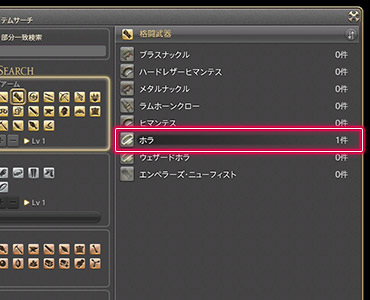 テムサーチ
部分一致検索
SEARCH
アーム
Lv 1
Lv 1
格闘武器
ブラスナックル 0件
ハードレザーヒマンテス 0件
メタルナックル 0件
ラムホーンクロー 0件
ヒマンテス 0件
ホラ 1件
ウェザードホラ 0件
エンペラーズ・ニューフィスト 0件